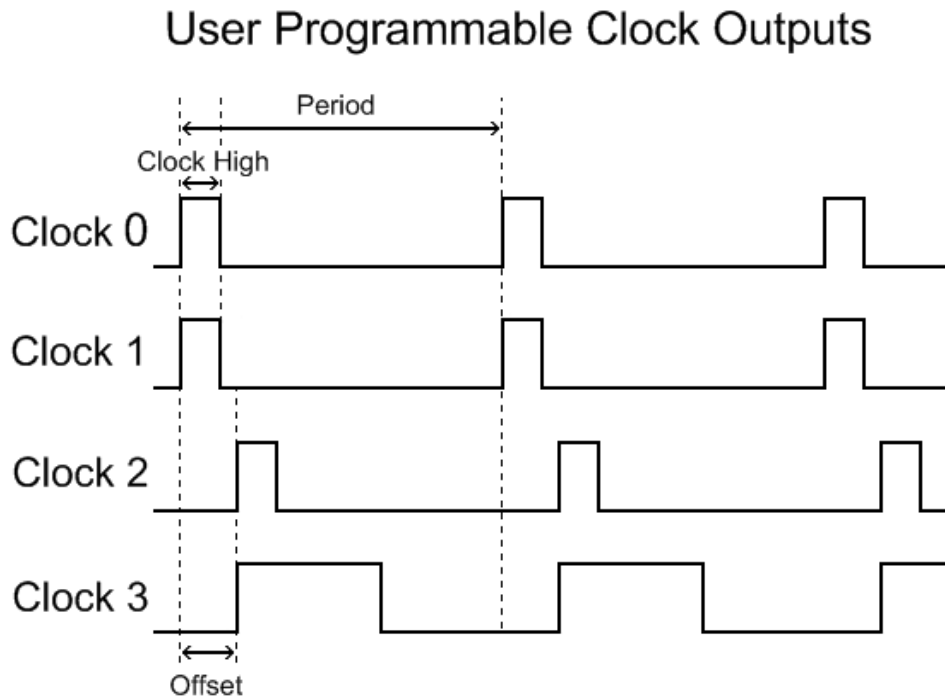 User Programmable Clock Outputs
Period
Clock High
Clock 0
Clock 1
Clock 2
Clock 3
Offset